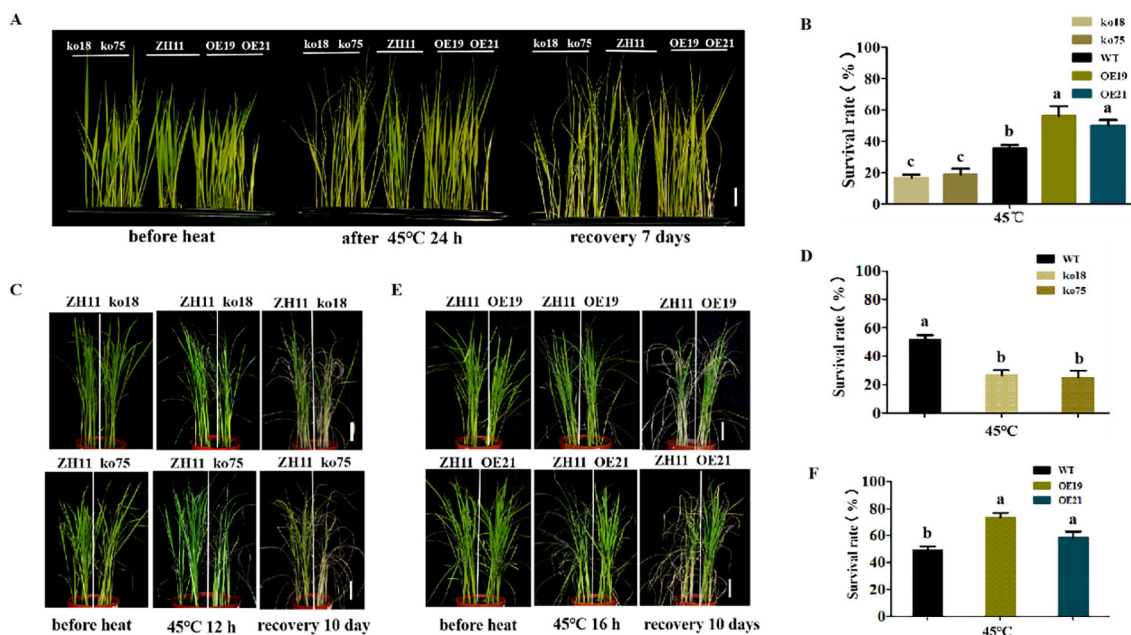 A
ko18 ko75 ZH11 OE19 OE21
ko18 ko75 ZH11 OE19 OE21
ko18 ko75 ZH11 OE19 OE21
before heat
after 45℃ 24 h
recovery 7 days
B
Survival rate ( % )
100
80
60
40
20
0
c
c
b
a
a
45℃
ko18
ko75
WT
OE19
OE21
C
ZH11 ko18
ZH11 ko18
ZH11 ko18
ZH11 ko75
ZH11 ko75
ZH11 ko75
before heat
45℃ 12 h
recovery 10 day
E
ZH11 OE19
ZH11 OE19
ZH11 OE19
ZH11 OE21
ZH11 OE21
ZH11 OE21
before heat
45℃ 16 h
recovery 10 days
D
Survival rate ( % )
100
80
60
40
20
0
a
b
b
45℃
WT
ko18
ko75
F
Survival rate ( % )
100
80
60
40
20
0
b
a
a
45℃
WT
OE19
OE21